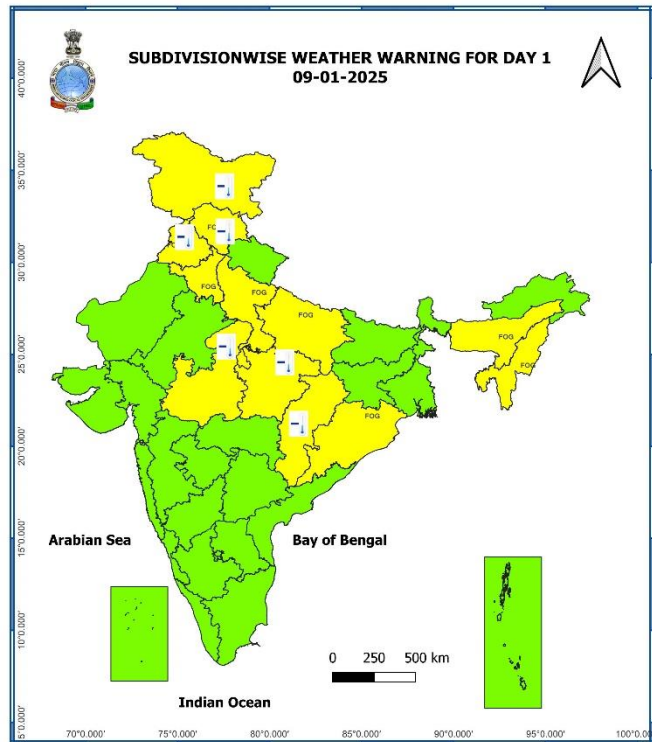 SUBDIVISIONWISE WEATHER WARNING FOR DAY 1
09-01-2025
40°0.000'
35°0.000'
30°0.000'
25°0.000'
20°0.000'
15°0.000'
10°0.000'
5°0.000'
FOG
FOG
FOG
FOG
FOG
FOG
Arabian Sea
Bay of Bengal
0 250 500 km
Indian Ocean
70°0.000' 75°0.000' 80°0.000' 85°0.000' 90°0.000' 95°0.000' 100°0.0